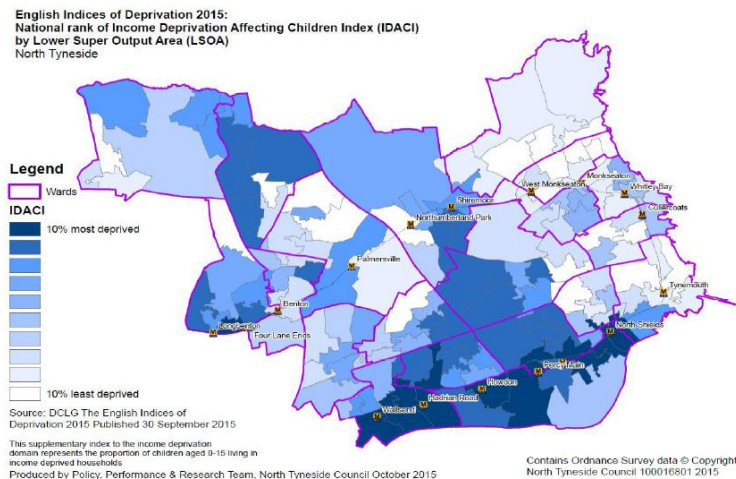 English Indices of Deprivation 2015:
National rank of Income Deprivation Affecting Children Index (IDACI)
by Lower Super Output Area (LSOA)
North Tyneside
Legend
Wards
IDACI
10% most deprived
10% least deprived
West Monkseaton
Monkseaton
Whitley Bay
Cullercoats
Shiremoor
Northumberland Park
Palmersville
Benton
Longbenton
Four Lane Ends
Tynemouth
North Shields
Percy Main
Howdon
Hadrian Road
Wallsend
Source: DCLG The English Indices of
Deprivation 2015 Published 30 September 2015
This supplementary index to the income deprivation
domain represents the proportion of children aged 0-15 living in
income deprived households
Produced by Policy, Performance & Research Team, North Tyneside Council October 2015
Contains Ordnance Survey data © Copyright
North Tyneside Council 100016801 2015